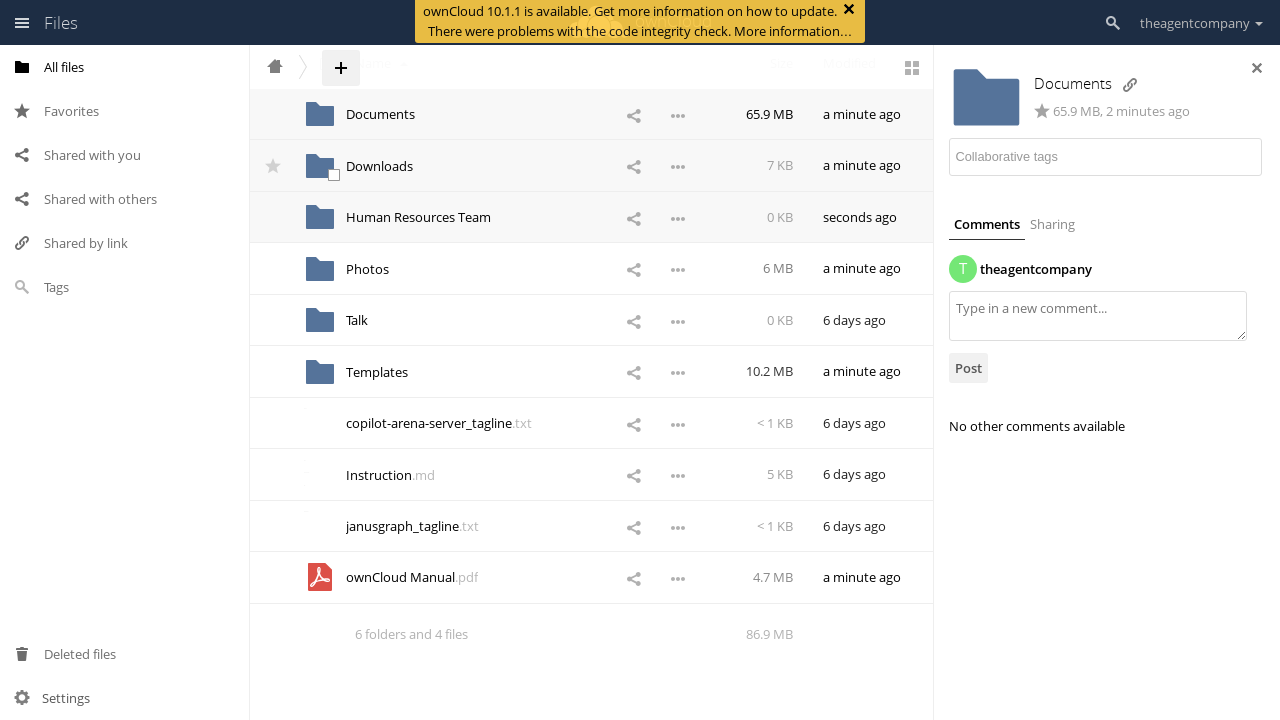 ownCloud 10.1.1 is available. Get more information on how to update.
There were problems with the code integrity check. More information…
Files
theagentcompany
All files
Favorites
Shared with you
Shared with others
Shared by link
Tags
Deleted files
Settings
Documents 65.9 MB a minute ago
Downloads 7 KB a minute ago
Human Resources Team 0 KB seconds ago
Photos 6 MB a minute ago
Talk 0 KB 6 days ago
Templates 10.2 MB a minute ago
copilot-arena-server_tagline.txt < 1 KB 6 days ago
Instruction.md 5 KB 6 days ago
janusgraph_tagline.txt < 1 KB 6 days ago
ownCloud Manual.pdf 4.7 MB a minute ago
6 folders and 4 files 86.9 MB
Documents
65.9 MB, 2 minutes ago
Collaborative tags
Comments Sharing
T theagentcompany
Type in a new comment...
Post
No other comments available